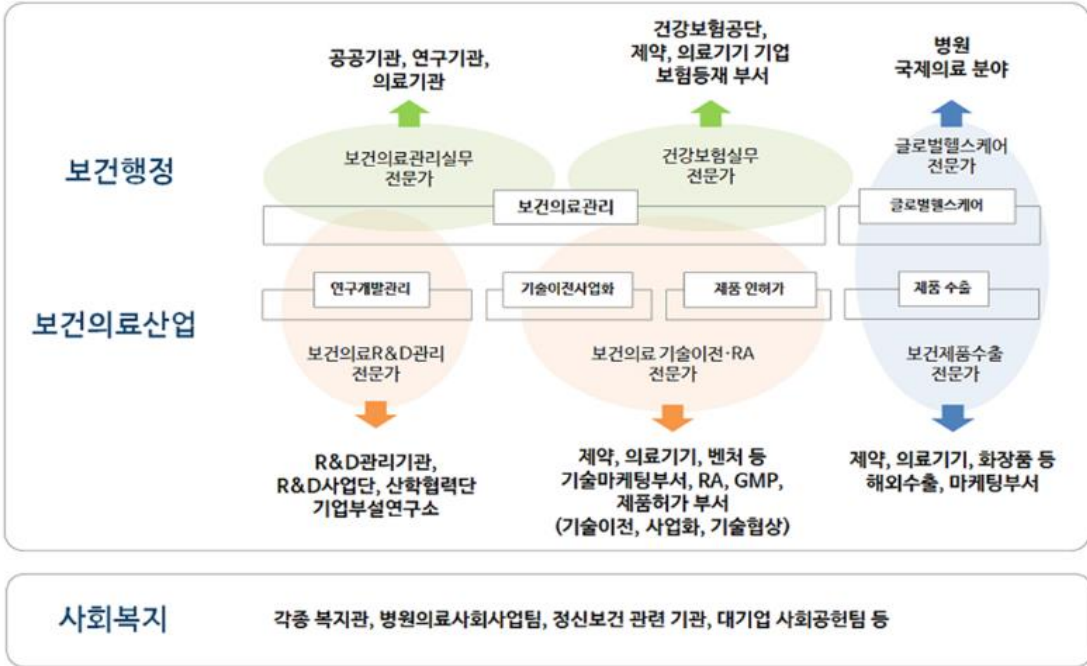 공공기관, 연구기관,
의료기관
건강보험공단,
제약, 의료기기 기업
보험등재 부서
병원
국제의료 분야
보건행정
보건의료관리실무
전문가
건강보험실무
전문가
글로벌헬스케어
전문가
보건의료관리
글로벌헬스케어
연구개발관리
기술이전사업화
제품 인허가
제품 수출
보건의료산업
보건의료R&D관리
전문가
보건의료 기술이전·RA
전문가
보건제품수출
전문가
R&D관리기관,
R&D사업단, 산학협력단
기업부설연구소
제약, 의료기기, 벤처 등
기술마케팅부서, RA, GMP,
제품허가 부서
(기술이전, 사업화, 기술협상)
제약, 의료기기, 화장품 등
해외수출, 마케팅부서
사회복지
각종 복지관, 병원의료사회사업팀, 정신보건 관련 기관, 대기업 사회공헌팀 등